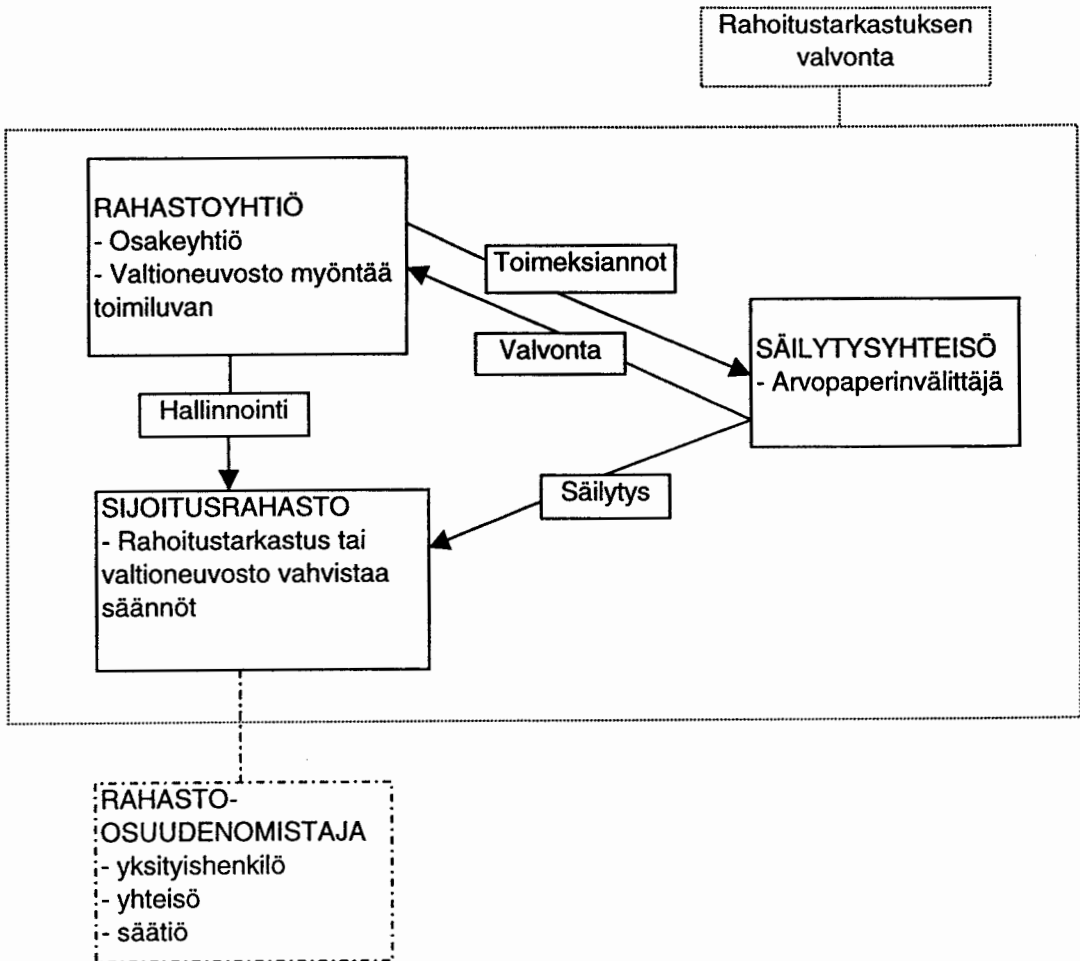 Rahoitustarkastuksen
valvonta
RAHASTOYHTIÖ
- Osakeyhtiö
- Valtioneuvosto myöntää
toimiluvan
Toimeksiannot
Valvonta
SÄILYTYSYHTEISÖ
- Arvopaperinvälittäjä
Hallinnointi
Säilytys
SIJOITUSRAHASTO
- Rahoitustarkastus tai
valtioneuvosto vahvistaa
säännöt
RAHASTO-
OSUUDENOMISTAJA
- yksityishenkilö
- yhteisö
- säätiö